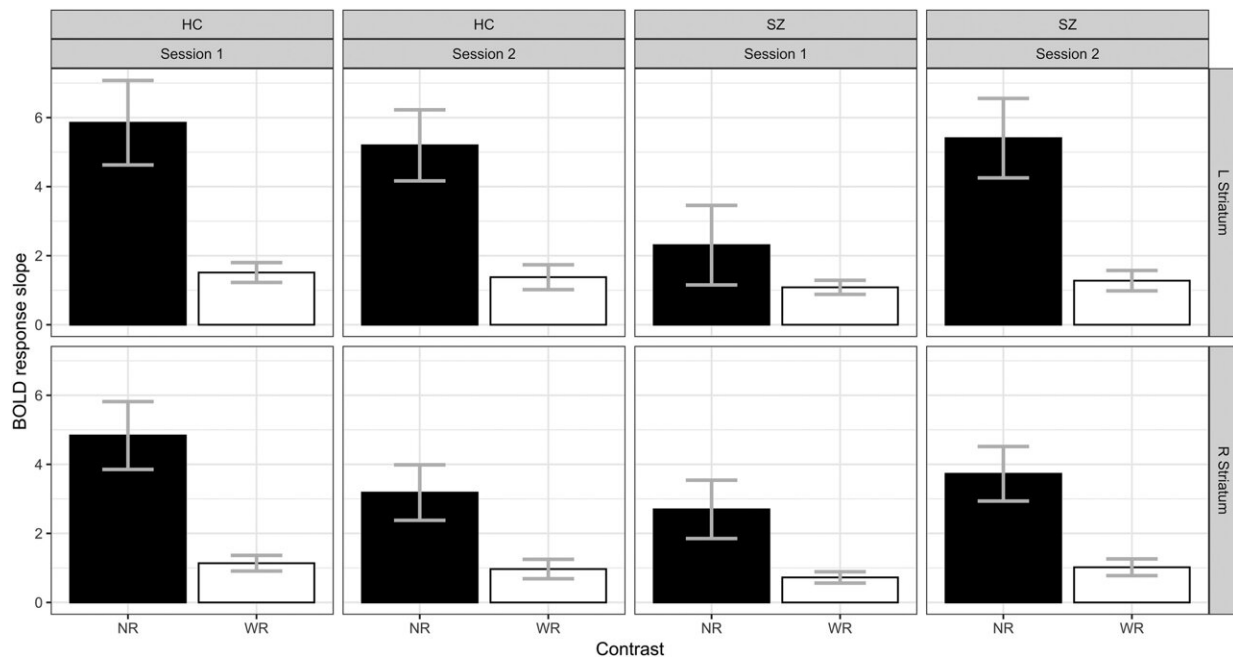 HC HC SZ SZ
Session 1 Session 2 Session 1 Session 2
BOLD response slope
6
4
2
0
L Striatum
6
4
2
0
R Striatum
NR WR NR WR NR WR NR WR
Contrast